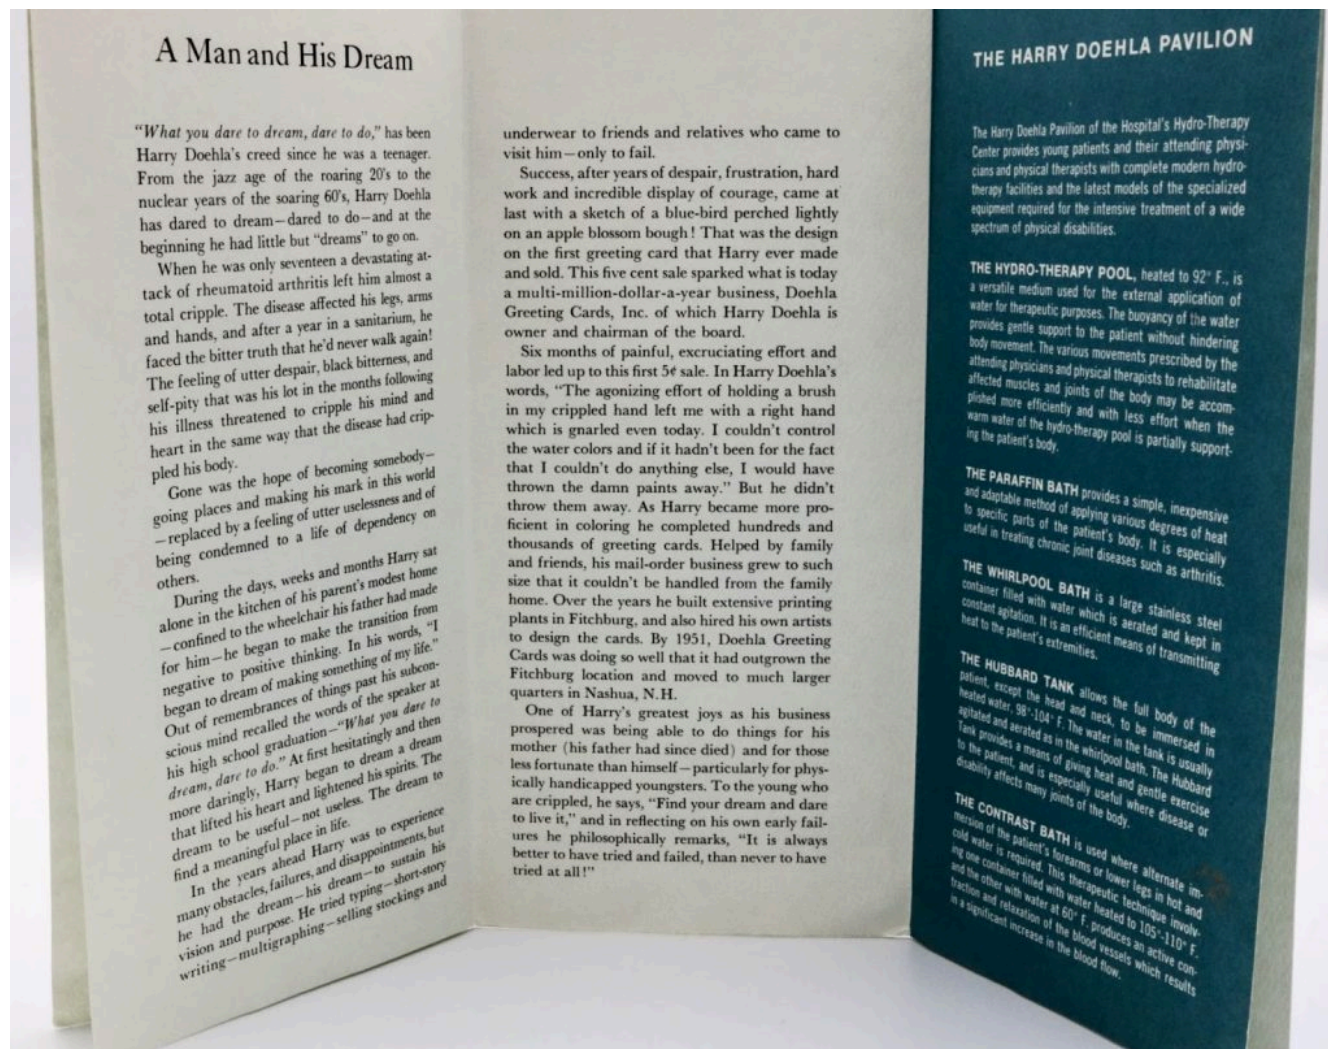 A Man and His Dream
“What you dare to dream, dare to do,” has been
Harry Doehla's creed since he was a teenager.
From the jazz age of the roaring 20's to the
nuclear years of the soaring 60's, Harry Doehla
has dared to dream—dared to do—and at the
beginning he had little but “dreams” to go on.
When he was only seventeen a devastating at-
tack of rheumatoid arthritis left him almost a
total cripple. The disease affected his legs, arms
and hands, and after a year in a sanitarium, he
faced the bitter truth that he'd never walk again!
The feeling of utter despair, black bitterness, and
self-pity that was his lot in the months following
his illness threatened to cripple his mind and
heart in the same way that the disease had crip-
pled his body.
Gone was the hope of becoming somebody—
going places and making his mark in this world
—replaced by a feeling of utter uselessness and of
being condemned to a life of dependency on
others.
During the days, weeks and months Harry sat
alone in the kitchen of his parent's modest home
—confined to the wheelchair his father had made
for him—he began to make the transition from
negative to positive thinking. In his words, “I
began to dream of making something of my life.”
Out of remembrances of things past his subcon-
scious mind recalled the words of the speaker at
his high school graduation—“What you dare to
dream, dare to do.” At first hesitatingly and then
more daringly, Harry began to dream a dream
that lifted his heart and lightened his spirits. The
dream to be useful—not useless. The dream to
find a meaningful place in life.
In the years ahead Harry was to experience
many obstacles, failures, and disappointments, but
he had the dream—his dream—to sustain his
vision and purpose. He tried typing—short-story
writing—multigraphing—selling stockings and
underwear to friends and relatives who came to
visit him—only to fail.
Success, after years of despair, frustration, hard
work and incredible display of courage, came at
last with a sketch of a blue-bird perched lightly
on an apple blossom bough! That was the design
on the first greeting card that Harry ever made
and sold. This five cent sale sparked what is today
a multi-million-dollar-a-year business, Doehla
Greeting Cards, Inc. of which Harry Doehla is
owner and chairman of the board.
Six months of painful, excruciating effort and
labor led up to this first 5¢ sale. In Harry Doehla's
words, “The agonizing effort of holding a brush
in my crippled hand left me with a right hand
which is gnarled even today. I couldn't control
the water colors and if it hadn't been for the fact
that I couldn't do anything else, I would have
thrown the damn paints away.” But he didn't
throw them away. As Harry became more pro-
ficient in coloring he completed hundreds and
thousands of greeting cards. Helped by family
and friends, his mail-order business grew to such
size that it couldn't be handled from the family
home. Over the years he built extensive printing
plants in Fitchburg, and also hired his own artists
to design the cards. By 1951, Doehla Greeting
Cards was doing so well that it had outgrown the
Fitchburg location and moved to much larger
quarters in Nashua, N.H.
One of Harry's greatest joys as his business
prospered was being able to do things for his
mother (his father had since died) and for those
less fortunate than himself—particularly for phys-
ically handicapped youngsters. To the young who
are crippled, he says, “Find your dream and dare
to live it,” and in reflecting on his own early fail-
ures he philosophically remarks, “It is always
better to have tried and failed, than never to have
tried at all!”
THE HARRY DOEHLA PAVILION
The Harry Doehla Pavilion of the Hospital's Hydro-Therapy
Center provides young patients and their attending physi-
cians and physical therapists with complete modern hydro-
therapy facilities and the latest models of the specialized
equipment required for the intensive treatment of a wide
spectrum of physical disabilities.
THE HYDRO-THERAPY POOL, heated to 92° F., is
a versatile medium used for the external application of
water for therapeutic purposes. The buoyancy of the water
provides gentle support to the patient without hindering
body movement. The various movements prescribed by the
attending physicians and physical therapists to rehabilitate
affected muscles and joints of the body may be accom-
plished more efficiently and with less effort when the
warm water of the hydro-therapy pool is partially support-
ing the patient's body.
THE PARAFFIN BATH provides a simple, inexpensive
and adaptable method of applying various degrees of heat
to specific parts of the patient's body. It is especially
useful in treating chronic joint diseases such as arthritis.
THE WHIRLPOOL BATH is a large stainless steel
container filled with water which is aerated and kept in
constant agitation. It is an efficient means of transmitting
heat to the patient's extremities.
THE HUBBARD TANK allows the full body of the
patient, except the head and neck, to be immersed in
heated water, 98°-104° F. The water in the tank is usually
agitated and aerated as in the whirlpool bath. The Hubbard
Tank provides a means of giving heat and gentle exercise
to the patient, and is especially useful where disease or
disability affects many joints of the body.
THE CONTRAST BATH is used where alternate im-
mersion of the patient's forearms or lower legs in hot and
cold water is required. This therapeutic technique involv-
ing one container filled with water heated to 105°-110° F.
and the other with water at 60° F. produces an active con-
traction and relaxation of the blood vessels which results
in a significant increase in the blood flow.